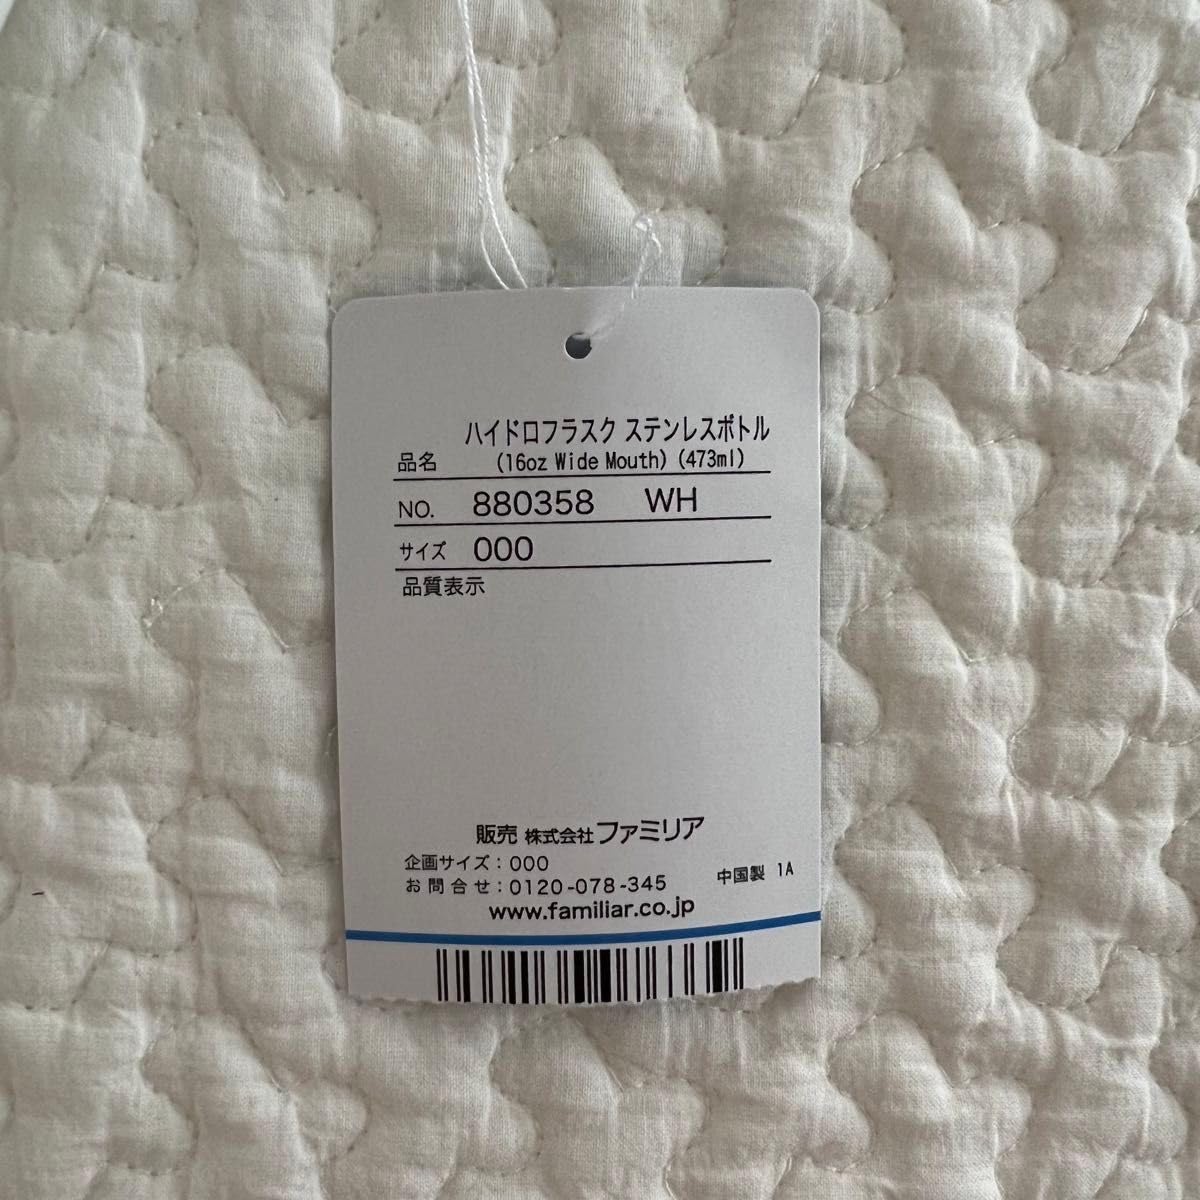 ハイドロフラスク ステンレスボトル
品名 (16oz Wide Mouth) (473ml)
NO. 880358 WH
サイズ 000
品質表示
販売 株式会社ファミリア
企画サイズ：000
お問合せ：0120-078-345 中国製 1A
www.familiar.co.jp